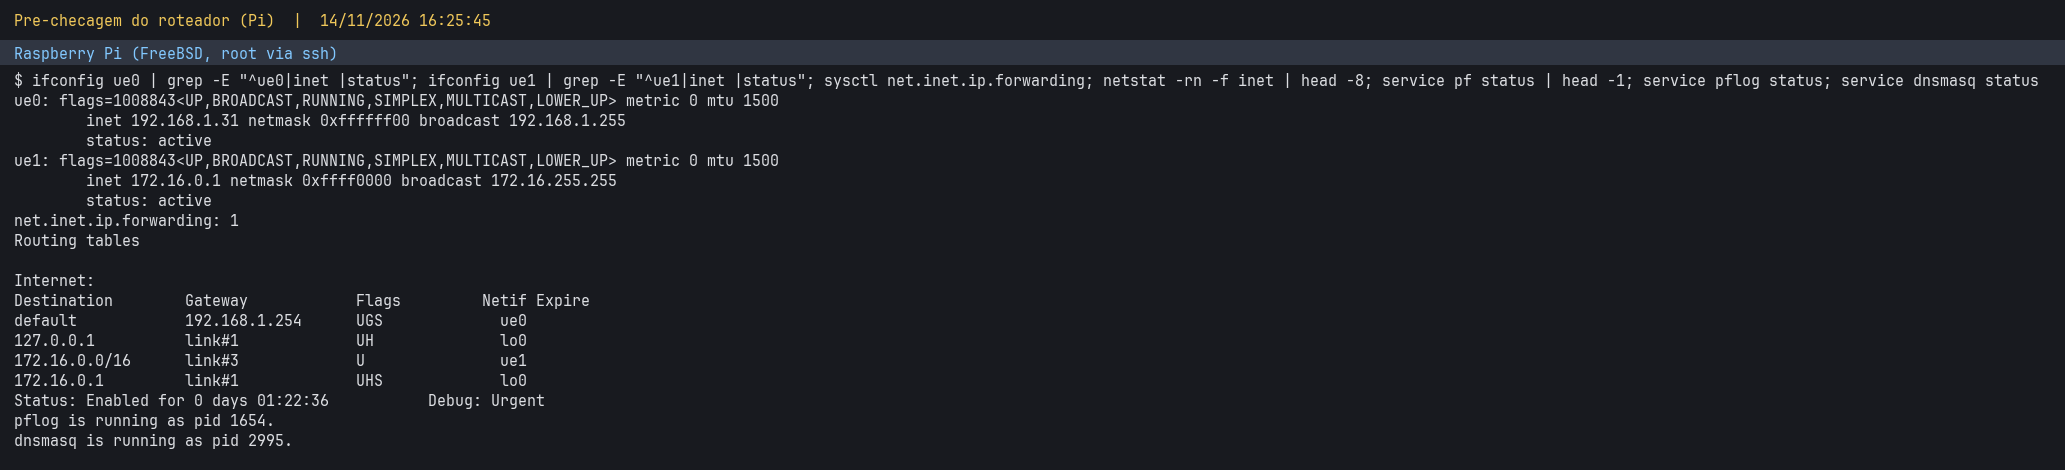 Pre-checagem do roteador (Pi)  |  14/11/2026 16:25:45
Raspberry Pi (FreeBSD, root via ssh)
$ ifconfig ue0 | grep -E "^ue0|inet |status"; ifconfig ue1 | grep -E "^ue1|inet |status"; sysctl net.inet.ip.forwarding; netstat -rn -f inet | head -8; service pf status | head -1; service pflog status; service dnsmasq status
ue0: flags=1008843<UP,BROADCAST,RUNNING,SIMPLEX,MULTICAST,LOWER_UP> metric 0 mtu 1500
        inet 192.168.1.31 netmask 0xffffff00 broadcast 192.168.1.255
        status: active
ue1: flags=1008843<UP,BROADCAST,RUNNING,SIMPLEX,MULTICAST,LOWER_UP> metric 0 mtu 1500
        inet 172.16.0.1 netmask 0xffff0000 broadcast 172.16.255.255
        status: active
net.inet.ip.forwarding: 1
Routing tables

Internet:
Destination        Gateway            Flags         Netif Expire
default            192.168.1.254      UGS             ue0
127.0.0.1          link#1             UH              lo0
172.16.0.0/16      link#3             U               ue1
172.16.0.1         link#1             UHS             lo0
Status: Enabled for 0 days 01:22:36           Debug: Urgent
pflog is running as pid 1654.
dnsmasq is running as pid 2995.